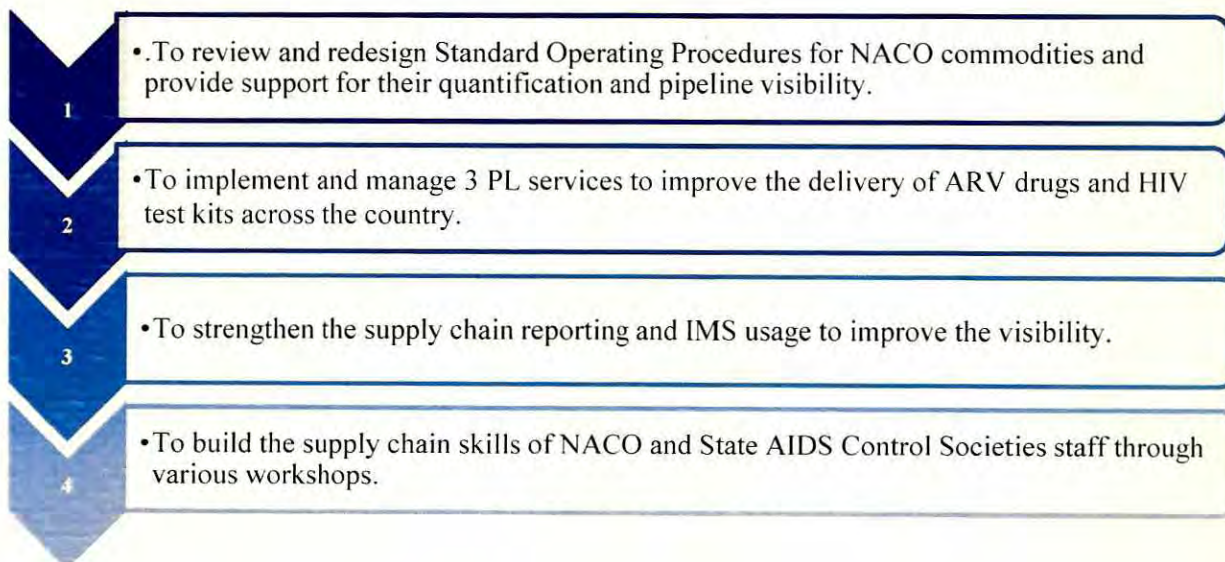 1
•.To review and redesign Standard Operating Procedures for NACO commodities and
provide support for their quantification and pipeline visibility.
2
•To implement and manage 3 PL services to improve the delivery of ARV drugs and HIV
test kits across the country.
3
•To strengthen the supply chain reporting and IMS usage to improve the visibility.
4
•To build the supply chain skills of NACO and State AIDS Control Societies staff through
various workshops.